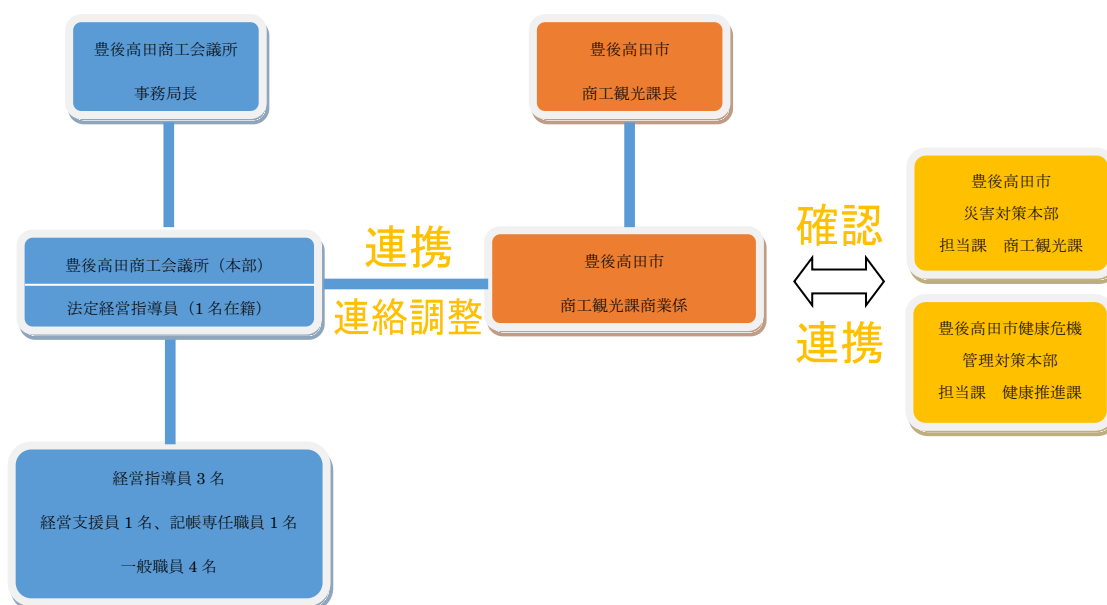 豊後高田商工会議所
事務局長
豊後高田市
商工観光課長
豊後高田商工会議所（本部）
法定経営指導員（1 名在籍）
連携
連絡調整
豊後高田市
商工観光課商業係
確認
連携
豊後高田市
災害対策本部
担当課　商工観光課
豊後高田市健康危機
管理対策本部
担当課　健康推進課
経営指導員 3 名
経営支援員 1 名、記帳専任職員 1 名
一般職員 4 名